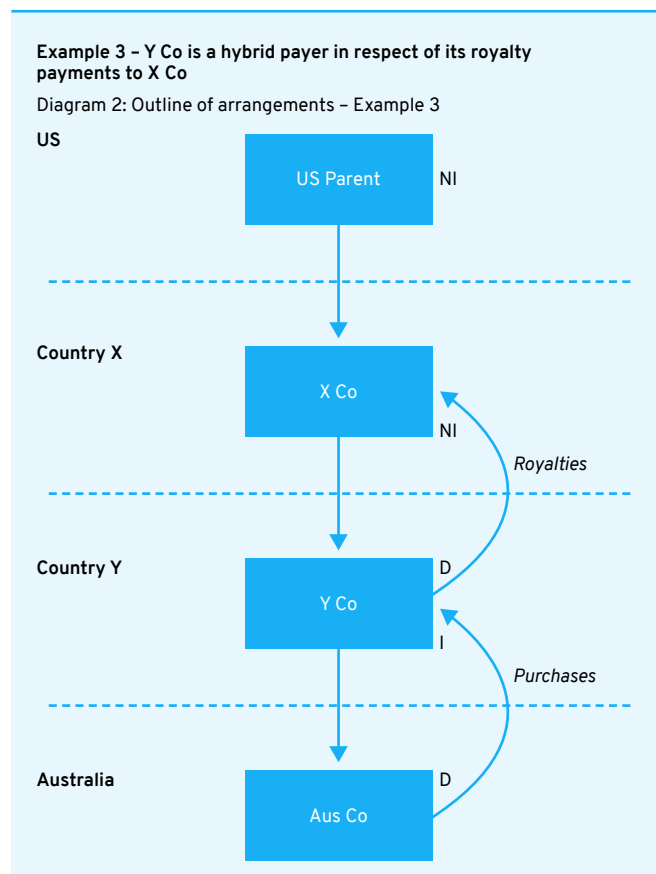 Example 3 – Y Co is a hybrid payer in respect of its royalty
payments to X Co
Diagram 2: Outline of arrangements – Example 3
US
US Parent
NI
Country X
X Co
NI
Royalties
Country Y
D
Y Co
I
Purchases
Australia
D
Aus Co